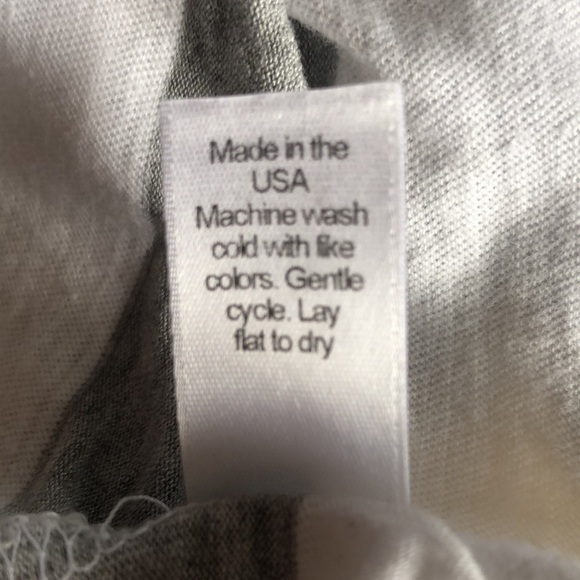 Made in the
USA
Machine wash
cold with like
colors. Gentle
cycle. Lay
flat to dry